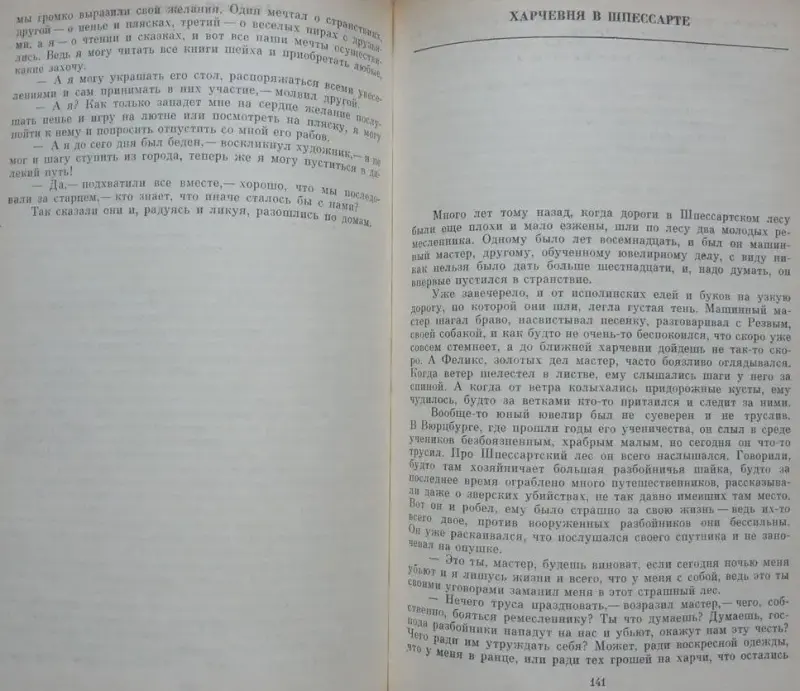 мы громко выразили свои желания. Один мечтал о странствиях,
другой — о пенье и плясках, третий — о веселых пирах с друзья-
ми, а я — о чтении и сказках, и вот все наши мечты осуществи-
лись. Ведь я могу читать все книги шейха и приобретать любые,
какие захочу.
— А я могу украшать его стол, распоряжаться всеми увесе-
лениями и сам принимать в них участие,— молвил другой.
— А я? Как только западет мне на сердце желание послу-
шать пенье и игру на лютне или посмотреть на пляску, я могу
пойти к нему и попросить отпустить со мной его рабов.
— А я до сего дня был беден,— воскликнул художник,— и не
мог и шагу ступить из города, теперь же я могу пуститься в да-
лекий путь!
— Да,— подхватили все вместе,— хорошо, что мы последо-
вали за старцем,— кто знает, что иначе сталось бы с нами?
Так сказали они и, радуясь и ликуя, разошлись по домам.
ХАРЧЕВНЯ В ШПЕССАРТЕ
Много лет тому назад, когда дороги в Шпессартском лесу
были еще плохи и мало езжены, шли по лесу два молодых ре-
месленника. Одному было лет восемнадцать, и был он машин-
ный мастер, другому, обученному ювелирному делу, с виду ни-
как нельзя было дать больше шестнадцати, и, надо думать, он
впервые пустился в странствие.
Уже завечерело, и от исполинских елей и буков на узкую
дорогу, по которой они шли, легла густая тень. Машинный ма-
стер шагал браво, насвистывал песенку, разговаривал с Резвым,
своей собакой, и как будто не очень-то беспокоился, что скоро уже
совсем стемнеет, а до ближней харчевни дойдешь не так-то ско-
ро. А Феликс, золотых дел мастер, часто боязливо оглядывался.
Когда ветер шелестел в листве, ему слышались шаги у него за
спиной. А когда от ветра колыхались придорожные кусты, ему
чудилось, будто за ветками кто-то притаился и следит за ними.
Вообще-то юный ювелир был не суеверен и не труслив.
В Вюрцбурге, где прошли годы его ученичества, он слыл в среде
учеников безбоязненным, храбрым малым, но сегодня он что-то
трусил. Про Шпессартский лес он всего наслышался. Говорили,
будто там хозяйничает большая разбойничья шайка, будто за
последнее время ограблено много путешественников, рассказыва-
ли даже о зверских убийствах, не так давно имевших там место.
Вот он и робел, ему было страшно за свою жизнь — ведь их-то
всего двое, против вооруженных разбойников они бессильны.
Он уже раскаивался, что послушался своего спутника и не зано-
чевал на опушке.
— Это ты, мастер, будешь виноват, если сегодня ночью меня
убьют и я лишусь жизни и всего, что у меня с собой, ведь это ты
своими уговорами заманил меня в этот страшный лес.
— Нечего труса праздновать,— возразил мастер,— чего, соб-
ственно, бояться ремесленнику? Ты что думаешь? Думаешь, гос-
пода разбойники нападут на нас и убьют, окажут нам эту честь?
Чего ради им утруждать себя? Может, ради воскресной одежды,
что у меня в ранце, или ради тех грошей на харчи, что остались
141